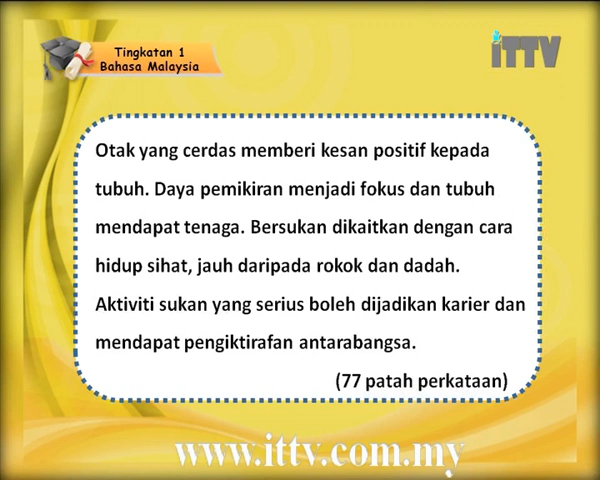 Tingkatan 1
Bahasa Malaysia
iTTV
Otak yang cerdas memberi kesan positif kepada
tubuh. Daya pemikiran menjadi fokus dan tubuh
mendapat tenaga. Bersukan dikaitkan dengan cara
hidup sihat, jauh daripada rokok dan dadah.
Aktiviti sukan yang serius boleh dijadikan karier dan
mendapat pengiktirafan antarabangsa.
(77 patah perkataan)
www.ittv.com.my